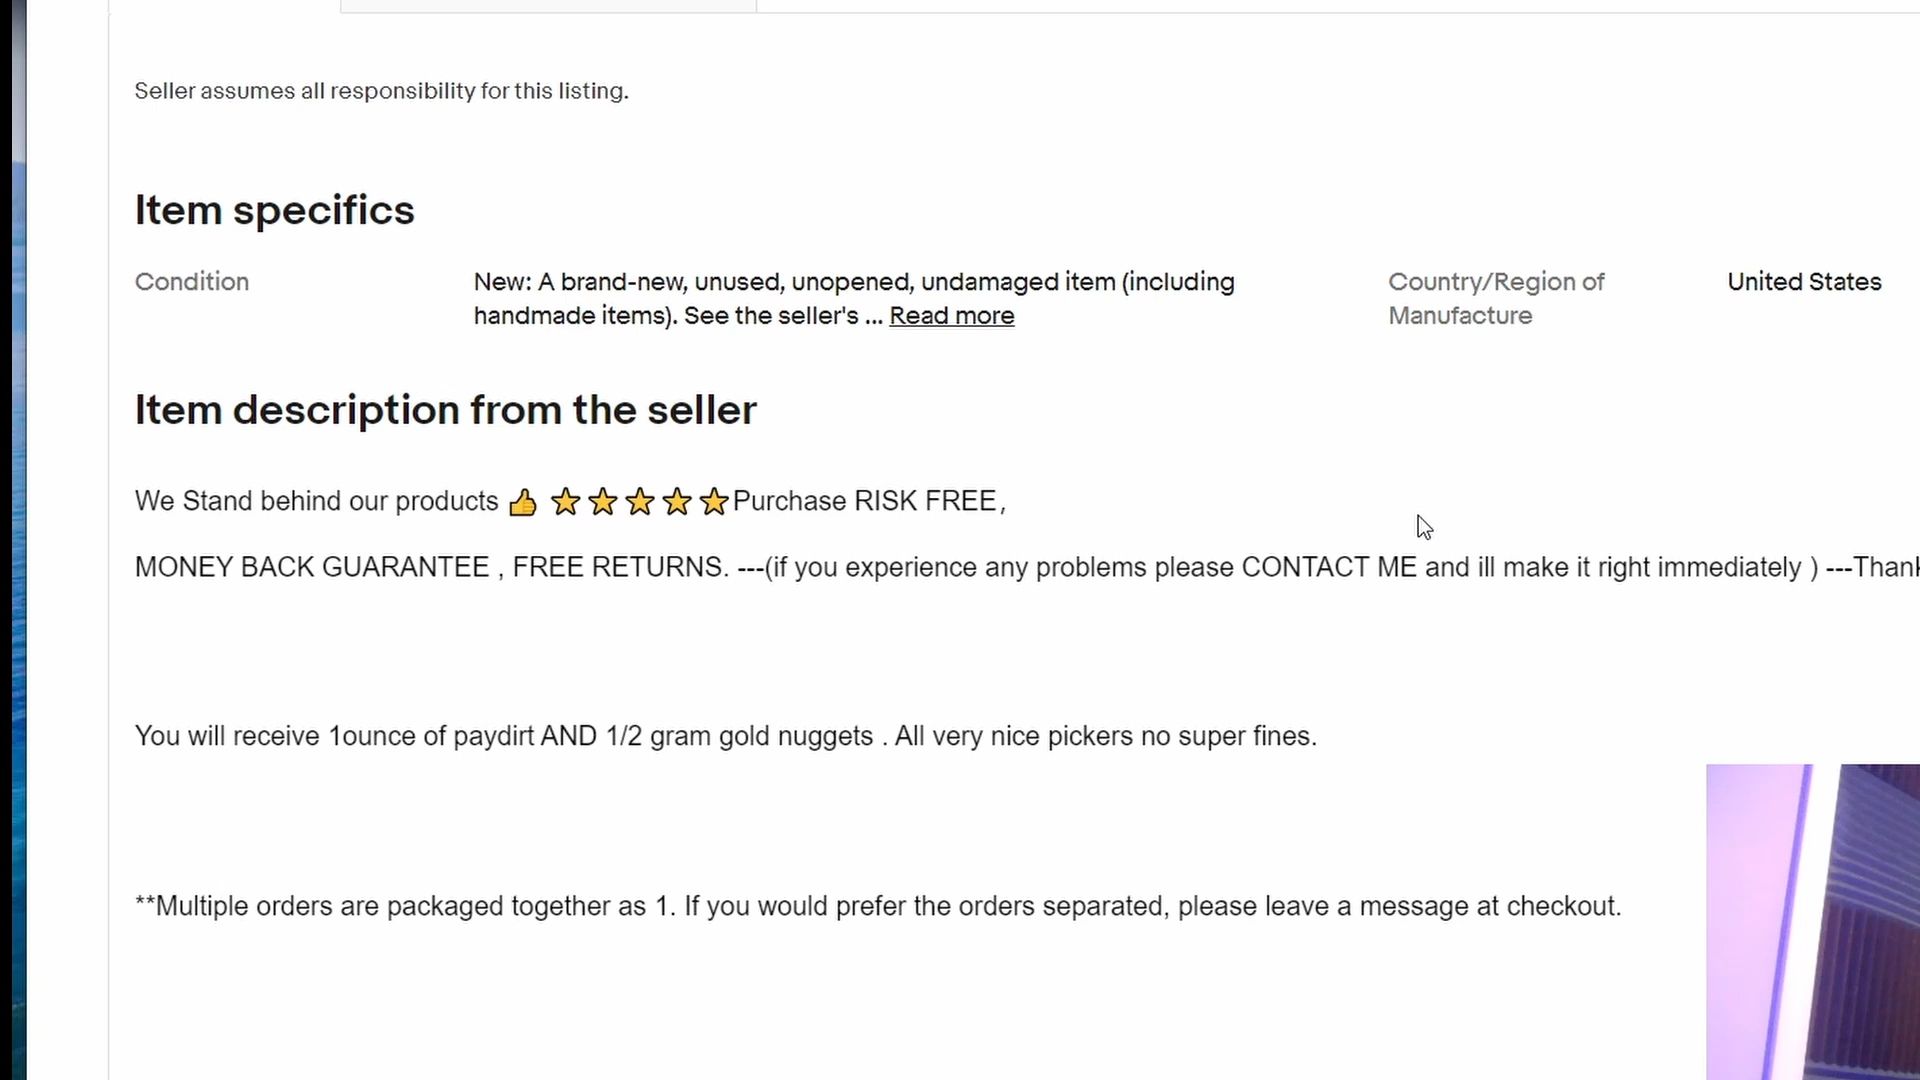 Seller assumes all responsibility for this listing.
Item specifics
Condition
New: A brand-new, unused, unopened, undamaged item (including
handmade items). See the seller's ... Read more
Country/Region of
Manufacture
United States
Item description from the seller
We Stand behind our products 👍 ⭐ ⭐ ⭐ ⭐ ⭐Purchase RISK FREE,
MONEY BACK GUARANTEE , FREE RETURNS. ---(if you experience any problems please CONTACT ME and ill make it right immediately ) ---Thank
You will receive 1ounce of paydirt AND 1/2 gram gold nuggets . All very nice pickers no super fines.
**Multiple orders are packaged together as 1. If you would prefer the orders separated, please leave a message at checkout.